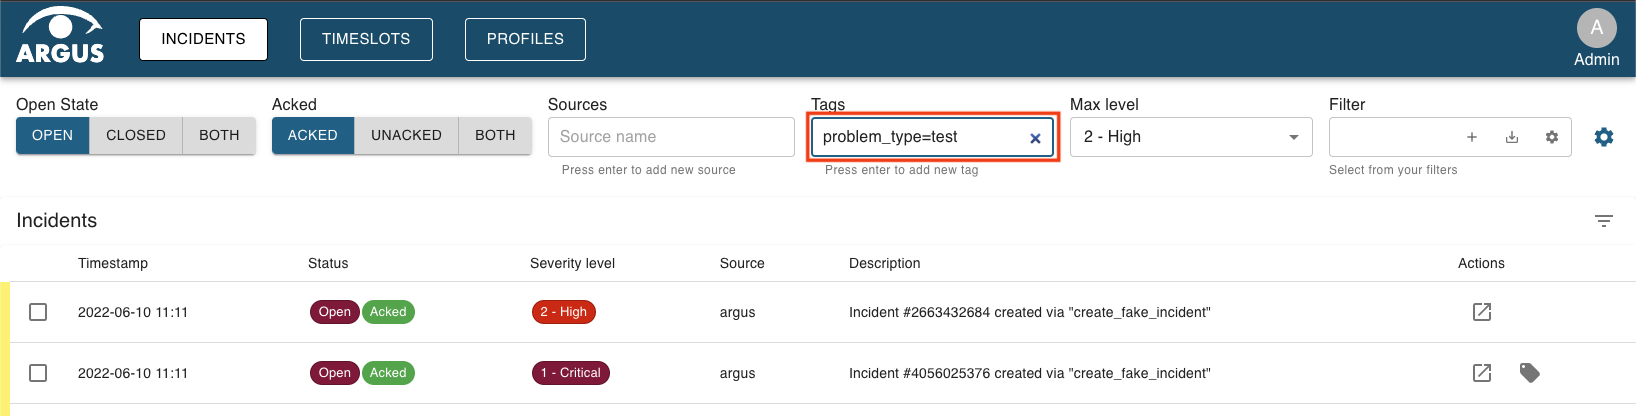 ARGUS
INCIDENTS TIMESLOTS PROFILES
A
Admin
Open State Acked Sources Tags Max level Filter
OPEN CLOSED BOTH ACKED UNACKED BOTH Source name problem_type=test 2 - High
Press enter to add new source Press enter to add new tag Select from your filters
Incidents
Timestamp Status Severity level Source Description Actions
2022-06-10 11:11 Open Acked 2 - High argus Incident #2663432684 created via "create_fake_incident"
2022-06-10 11:11 Open Acked 1 - Critical argus Incident #4056025376 created via "create_fake_incident"